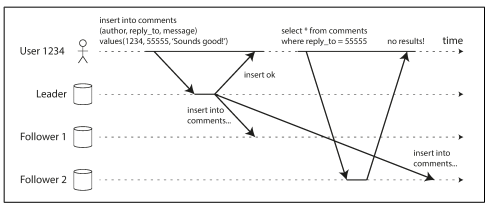 insert into comments
(author, reply_to, message)
values(1234, 55555, ‘Sounds good!’)
select * from comments
where reply_to = 55555
no results!
time
User 1234
insert ok
Leader
insert into
comments...
Follower 1
insert into
comments...
Follower 2